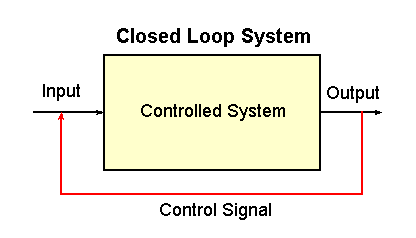 Closed Loop System
Input
Controlled System
Output
Control Signal